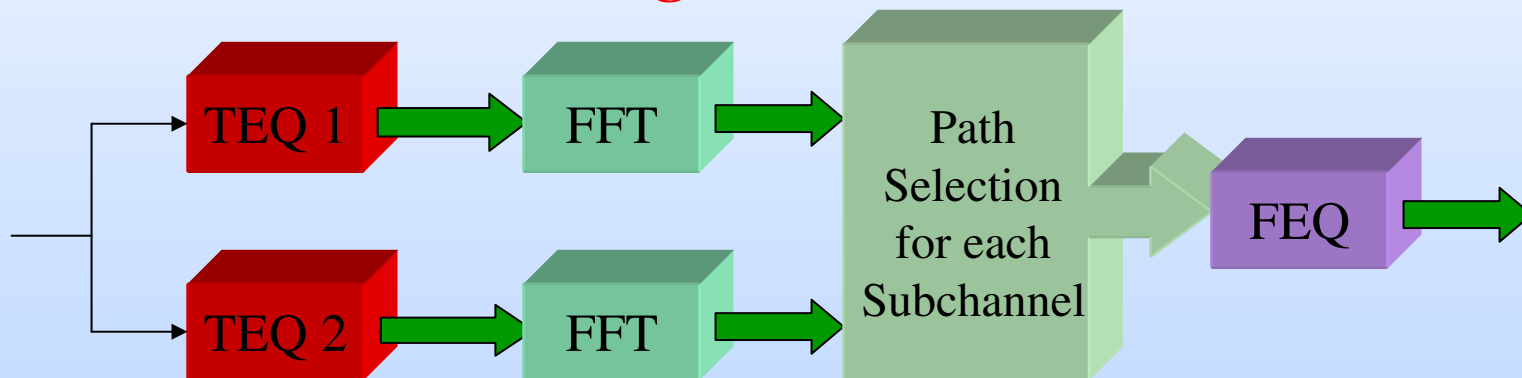 TEQ 1
FFT
Path
Selection
for each
Subchannel
FEQ
TEQ 2
FFT